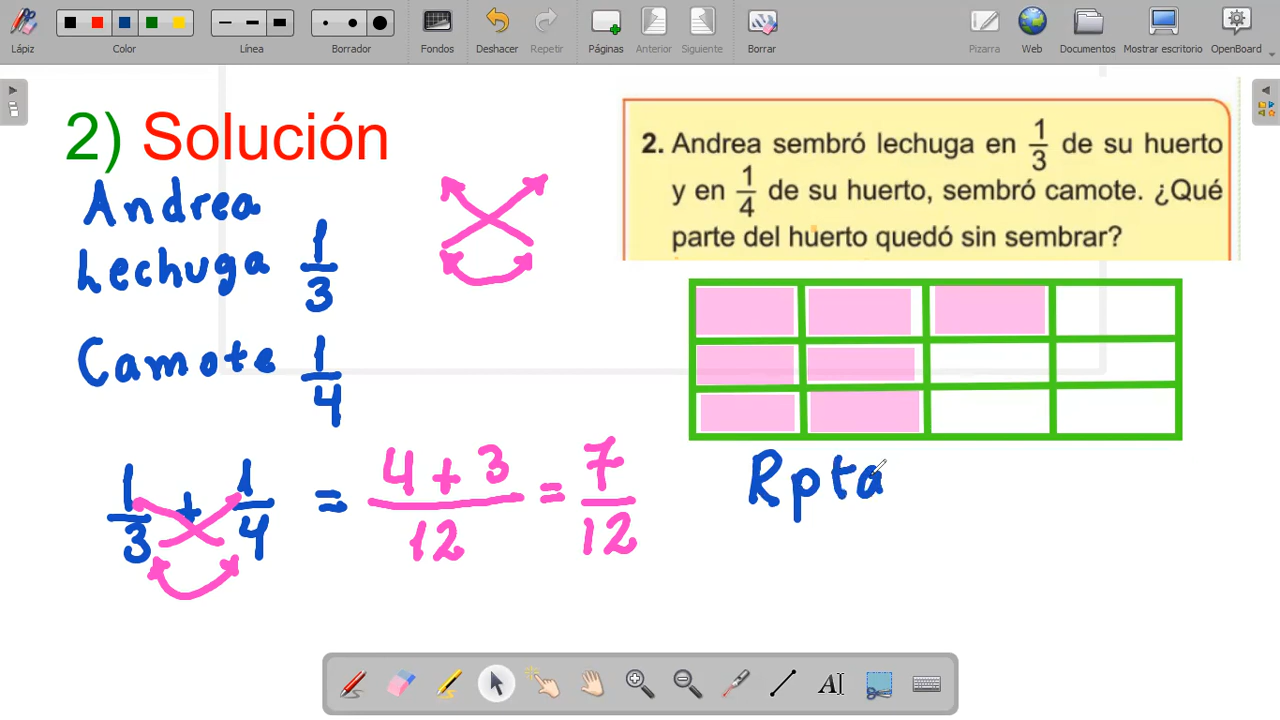 Lápiz Color Línea Borrador Fondos Deshacer Repetir Páginas Anterior Siguiente Borrar Pizarra Web Documentos Mostrar escritorio OpenBoard
2) Solución
Andrea
Lechuga 1/3
Camote 1/4
1/3 + 1/4 = 4 + 3/12 = 7/12
2. Andrea sembró lechuga en 1/3 de su huerto
y en 1/4 de su huerto, sembró camote. ¿Qué
parte del huerto quedó sin sembrar?
Rpta
AI